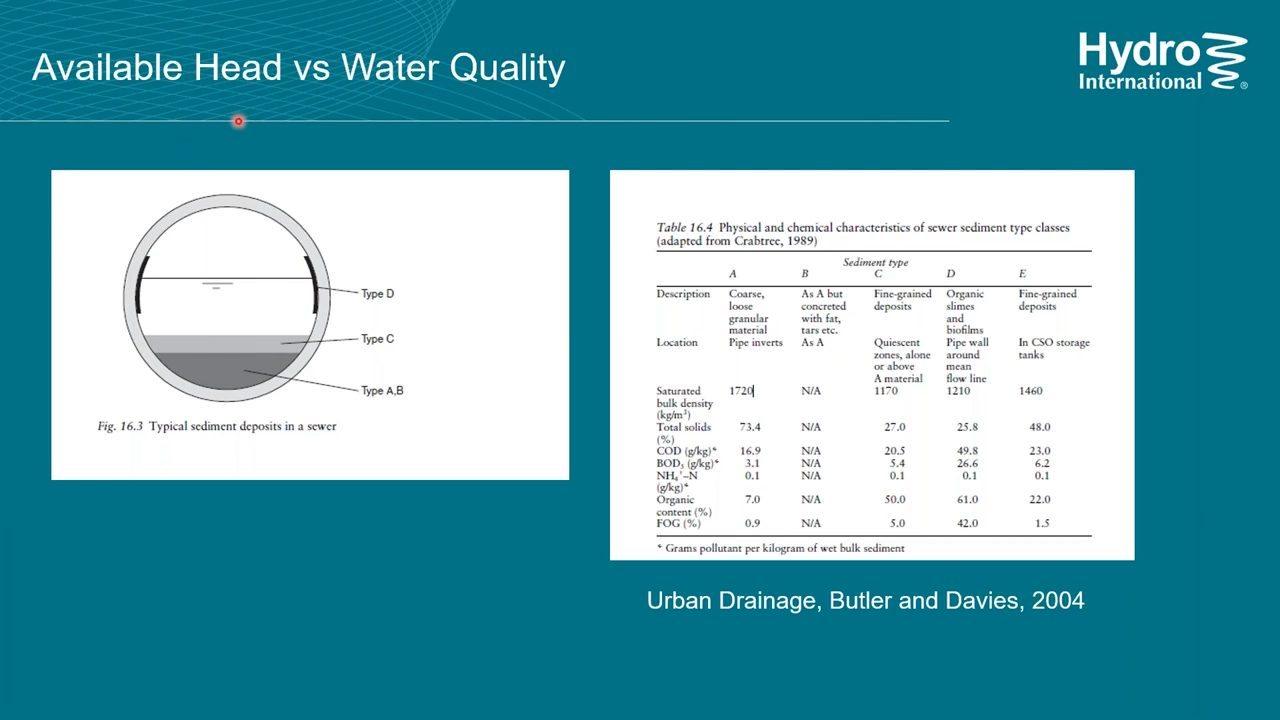 Available Head vs Water Quality
Hydro
International
®
Type D
Type C
Type A,B
Fig. 16.3 Typical sediment deposits in a sewer
Table 16.4 Physical and chemical characteristics of sewer sediment type classes
(adapted from Crabtree, 1989)
Sediment type
A B C D E
Description Coarse, As A but Fine-grained Organic Fine-grained
loose concreted deposits slimes deposits
granular with fat, and
material tars etc. biofilms
Location Pipe inverts As A Quiescent Pipe wall In CSO storage
zones, alone around tanks
or above mean
A material flow line
Saturated 1720 N/A 1170 1210 1460
bulk density
(kg/m³)
Total solids 73.4 N/A 27.0 25.8 48.0
(%)
COD (g/kg)* 16.9 N/A 20.5 49.8 23.0
BOD₅ (g/kg)* 3.1 N/A 5.4 26.6 6.2
NH₄⁺–N 0.1 N/A 0.1 0.1 0.1
(g/kg)*
Organic 7.0 N/A 50.0 61.0 22.0
content (%)
FOG (%) 0.9 N/A 5.0 42.0 1.5
* Grams pollutant per kilogram of wet bulk sediment
Urban Drainage, Butler and Davies, 2004